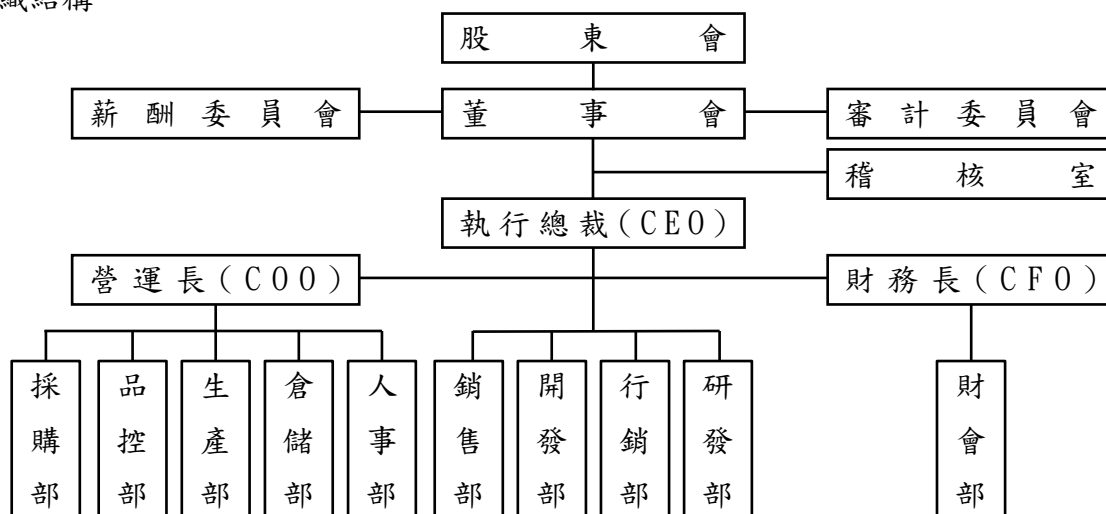 織結構
股東會
薪酬委員會
董事會
審計委員會
稽核室
執行總裁(CEO)
營運長(COO)
財務長(CFO)
採購部
品控部
生產部
倉儲部
人事部
銷售部
開發部
行銷部
研發部
財會部